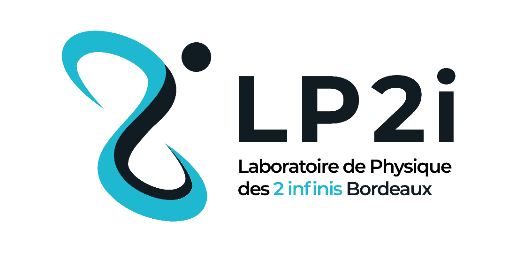 LP2i
Laboratoire de Physique
des 2 infinis Bordeaux